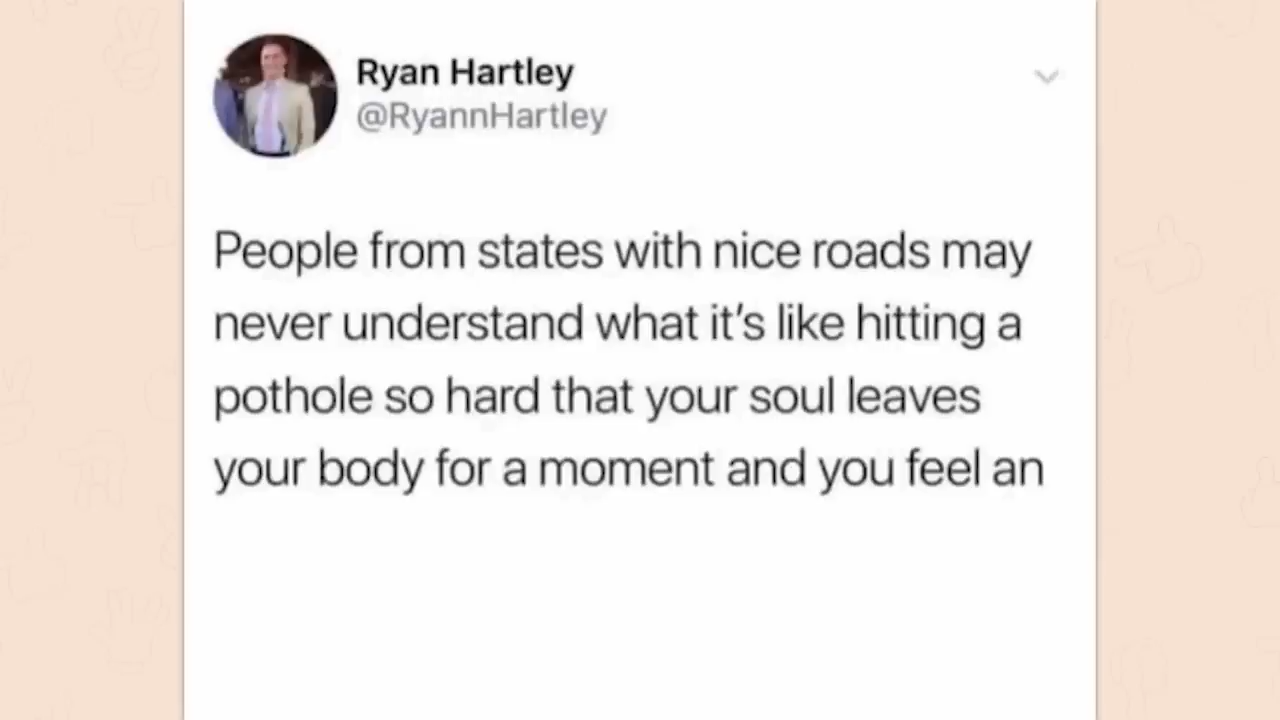 Ryan Hartley
@RyannHartley
People from states with nice roads may
never understand what it's like hitting a
pothole so hard that your soul leaves
your body for a moment and you feel an